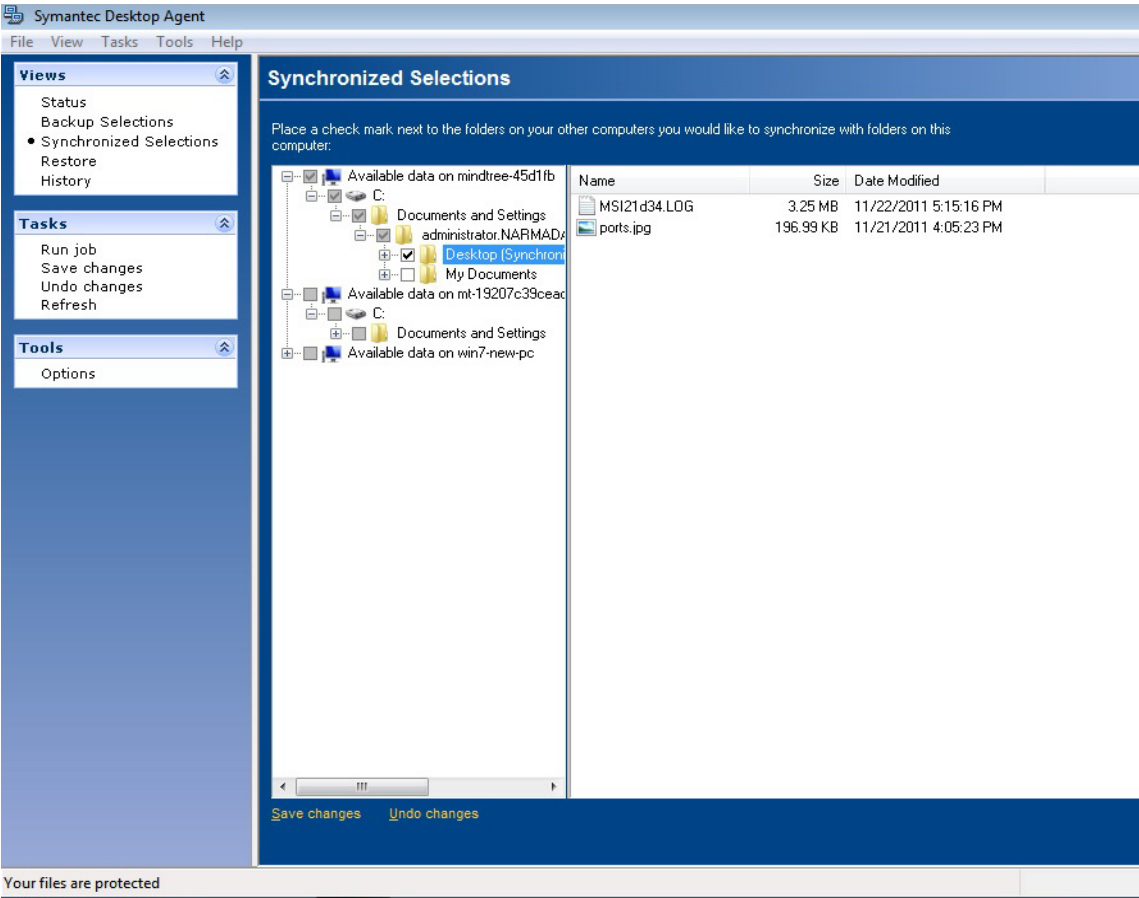 Symantec Desktop Agent
File View Tasks Tools Help
Views
Status
Backup Selections
Synchronized Selections
Restore
History
Tasks
Run job
Save changes
Undo changes
Refresh
Tools
Options
Synchronized Selections
Place a check mark next to the folders on your other computers you would like to synchronize with folders on this
computer:
Available data on mindtree-45d1fb
C:
Documents and Settings
administrator.NARMADA
Desktop (Synchroni
My Documents
Available data on mt-19207c39ceac
C:
Documents and Settings
Available data on win7-new-pc
Name Size Date Modified
MSI21d34.LOG 3.25 MB 11/22/2011 5:15:16 PM
ports.jpg 196.99 KB 11/21/2011 4:05:23 PM
Save changes Undo changes
Your files are protected